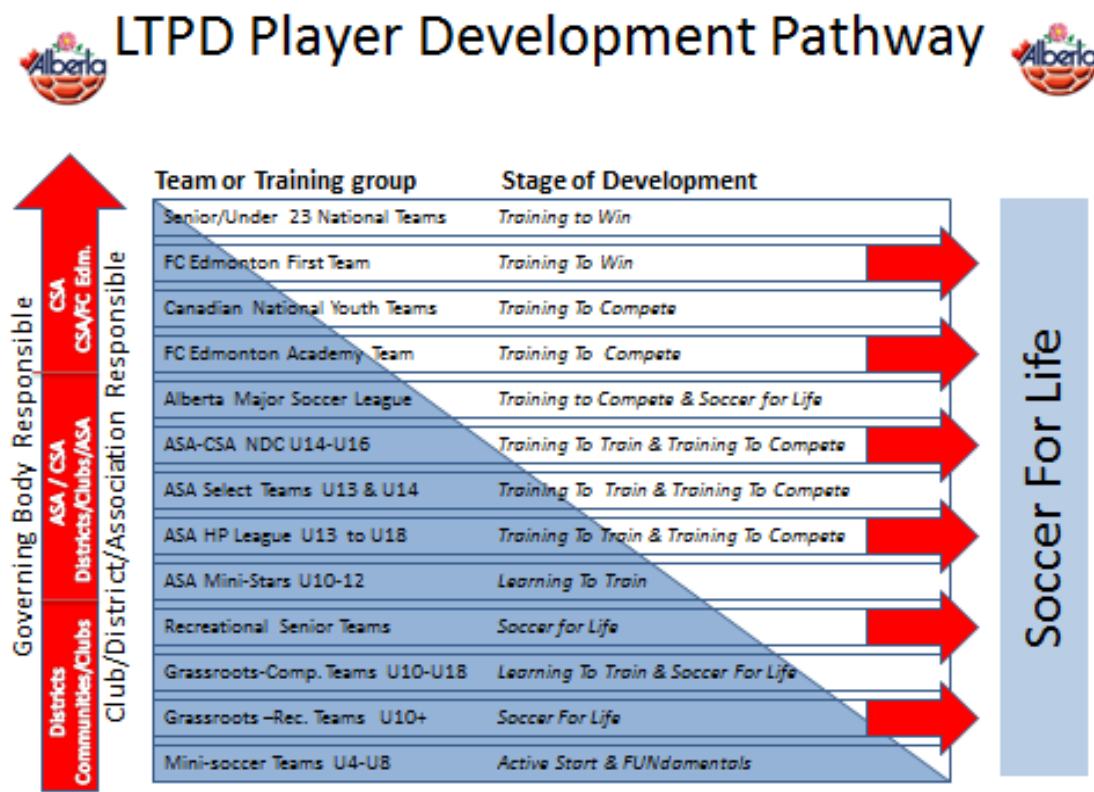 LTPD Player Development Pathway
Alberta
Alberta
Team or Training group
Stage of Development
Senior/Under 23 National Teams
Training to Win
FC Edmonton First Team
Training To Win
Canadian National Youth Teams
Training To Compete
FC Edmonton Academy Team
Training To Compete
Alberta Major Soccer League
Training to Compete & Soccer for Life
ASA-CSA NDC U14-U16
Training To Train & Training To Compete
ASA Select Teams U13 & U14
Training To Train & Training To Compete
ASA HP League U13 to U18
Training To Train & Training To Compete
ASA Mini-Stars U10-12
Learning To Train
Recreational Senior Teams
Soccer for Life
Grassroots-Comp. Teams U10-U18
Learning To Train & Soccer For Life
Grassroots –Rec. Teams U10+
Soccer For Life
Mini-soccer Teams U4-U8
Active Start & FUNdamentals
Governing Body Responsible
CSA
CSA/FC Edm.
ASA / CSA
Districts/Clubs/ASA
Districts
Communities/Clubs
Club/District/Association Responsible
Soccer For Life